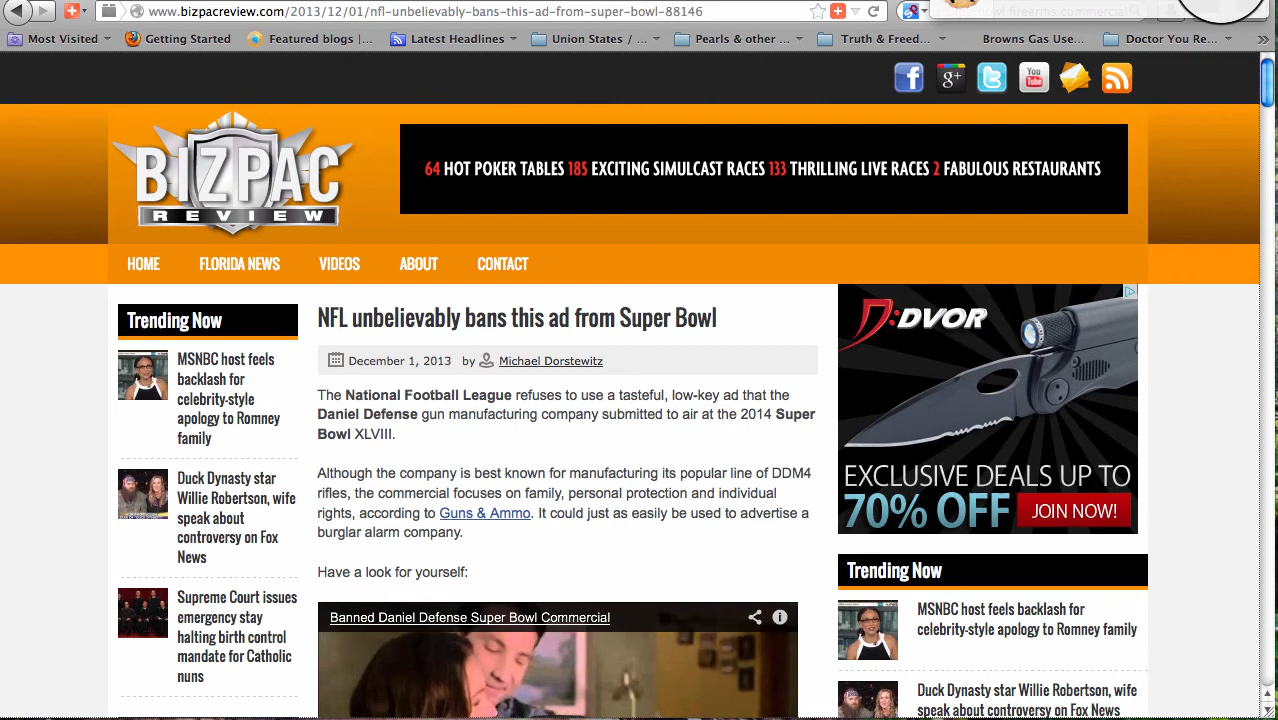 www.bizpacreview.com/2013/12/01/nfl-unbelievably-bans-this-ad-from-super-bowl-88146
Most Visited
Getting Started
Featured blogs |...
Latest Headlines
Union States / ...
Pearls & other ...
Truth & Freed...
Browns Gas Use...
Doctor You Re...
You
Tube
BIZPAC
REVIEW
64 HOT POKER TABLES 185 EXCITING SIMULCAST RACES 133 THRILLING LIVE RACES 2 FABULOUS RESTAURANTS
HOME FLORIDA NEWS VIDEOS ABOUT CONTACT
Trending Now
MSNBC host feels
backlash for
celebrity-style
apology to Romney
family
Duck Dynasty star
Willie Robertson, wife
speak about
controversy on Fox
News
Supreme Court issues
emergency stay
halting birth control
mandate for Catholic
nuns
NFL unbelievably bans this ad from Super Bowl
December 1, 2013 by Michael Dorstewitz
The National Football League refuses to use a tasteful, low-key ad that the
Daniel Defense gun manufacturing company submitted to air at the 2014 Super
Bowl XLVIII.
Although the company is best known for manufacturing its popular line of DDM4
rifles, the commercial focuses on family, personal protection and individual
rights, according to Guns & Ammo. It could just as easily be used to advertise a
burglar alarm company.
Have a look for yourself:
Banned Daniel Defense Super Bowl Commercial
DVOR
EXCLUSIVE DEALS UP TO
70% OFF JOIN NOW!
Trending Now
MSNBC host feels backlash for
celebrity-style apology to Romney family
Duck Dynasty star Willie Robertson, wife
speak about controversy on Fox News